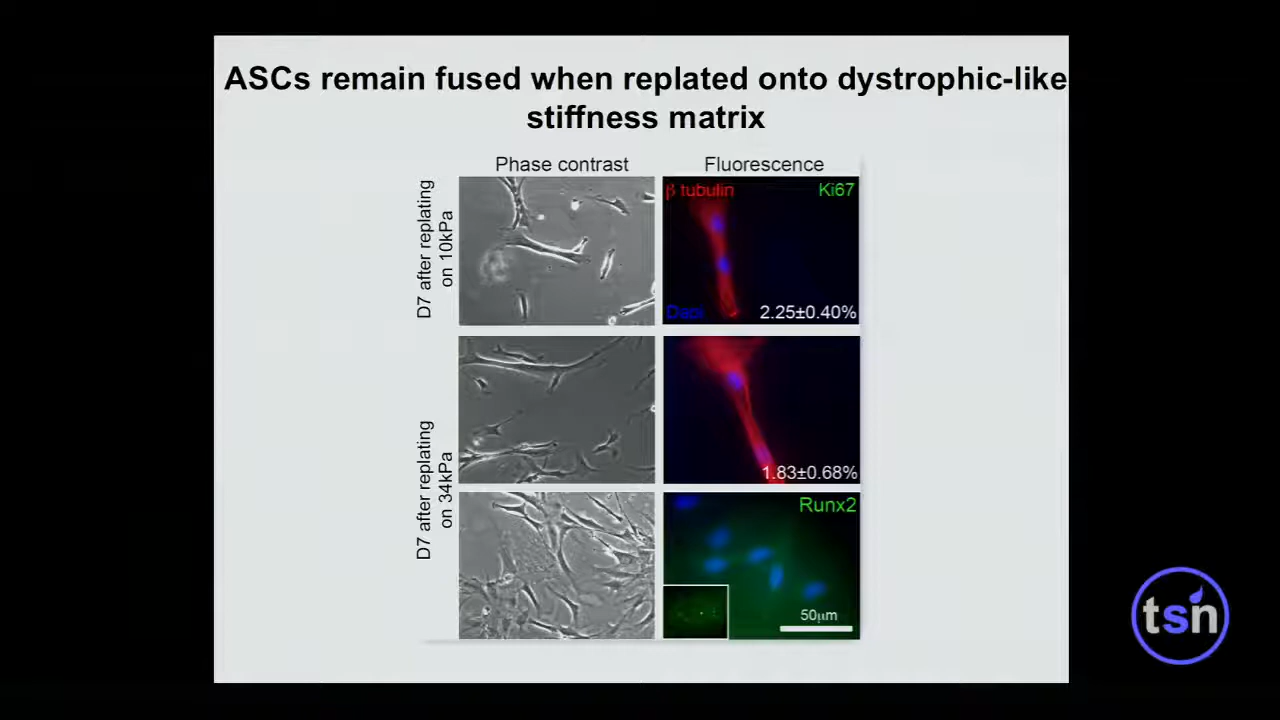 ASCs remain fused when replated onto dystrophic-like
stiffness matrix
Phase contrast
Fluorescence
D7 after replating
on 10kPa
β tubulin
Ki67
Dapi
2.25±0.40%
D7 after replating
on 34kPa
1.83±0.68%
Runx2
50μm
tsn